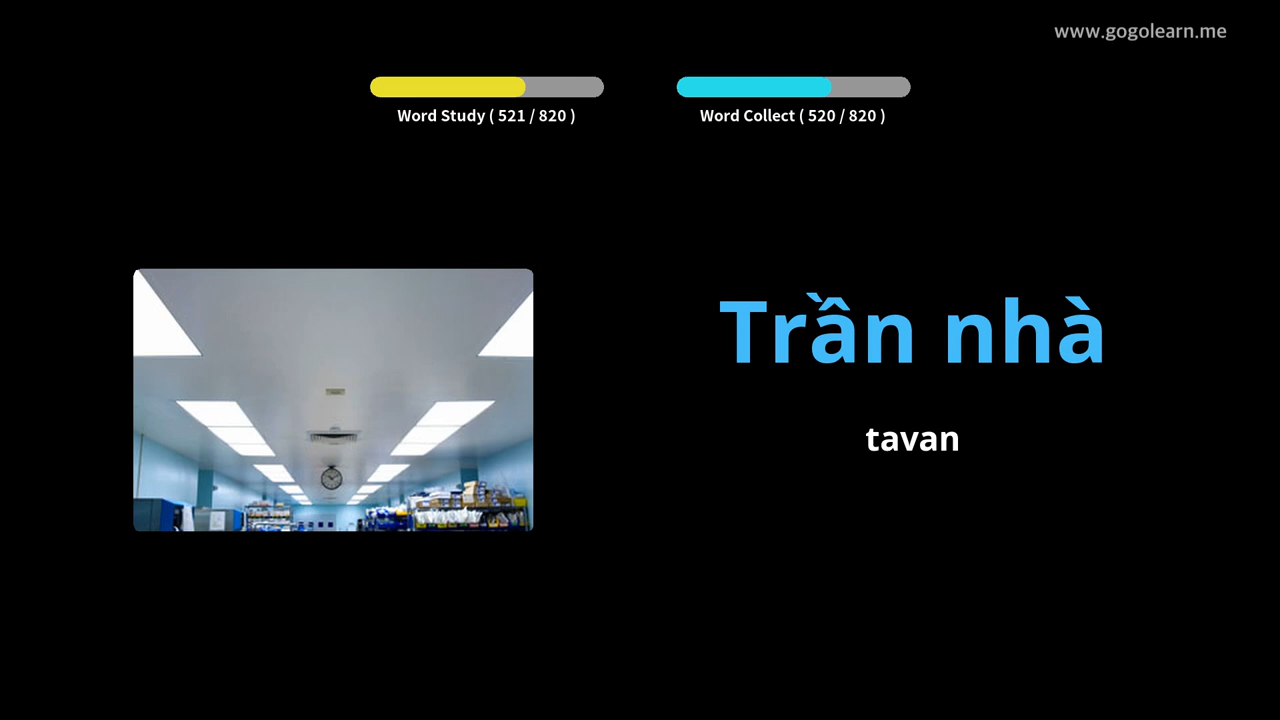 www.gogolearn.me
Word Study ( 521 / 820 )
Word Collect ( 520 / 820 )
Trần nhà
tavan